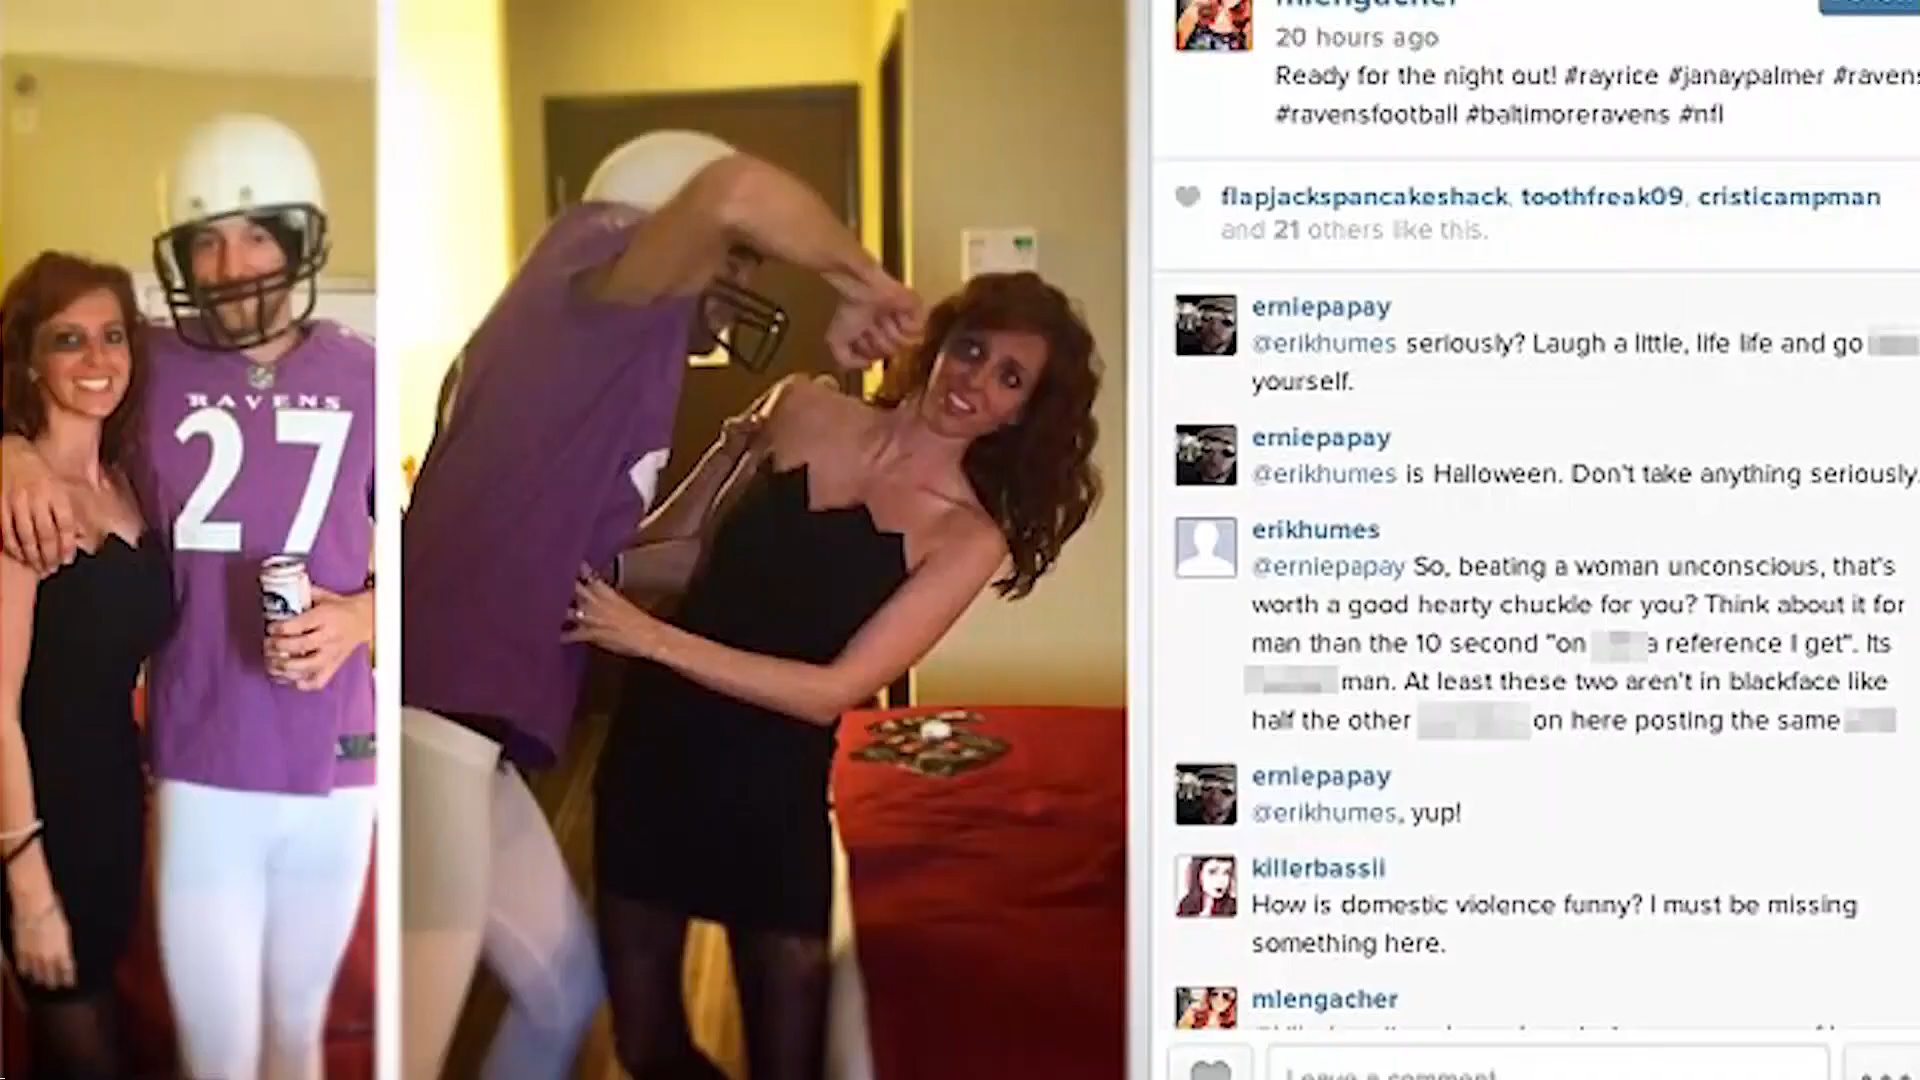 RAVENS
27
mlengacher
20 hours ago
Ready for the night out! #rayrice #janaypalmer #ravens
#ravensfootball #baltimoreravens #nfl
flapjackspancakeshack, toothfreak09, cristicampman
and 21 others like this.
erniepapay
@erikhumes seriously? Laugh a little, life life and go
yourself.
erniepapay
@erikhumes is Halloween. Don't take anything seriously.
erikhumes
@erniepapay So, beating a woman unconscious, that's
worth a good hearty chuckle for you? Think about it for
man than the 10 second "on a reference I get". Its
man. At least these two aren't in blackface like
half the other on here posting the same
erniepapay
@erikhumes, yup!
killerbassii
How is domestic violence funny? I must be missing
something here.
mlengacher
Leave a comment